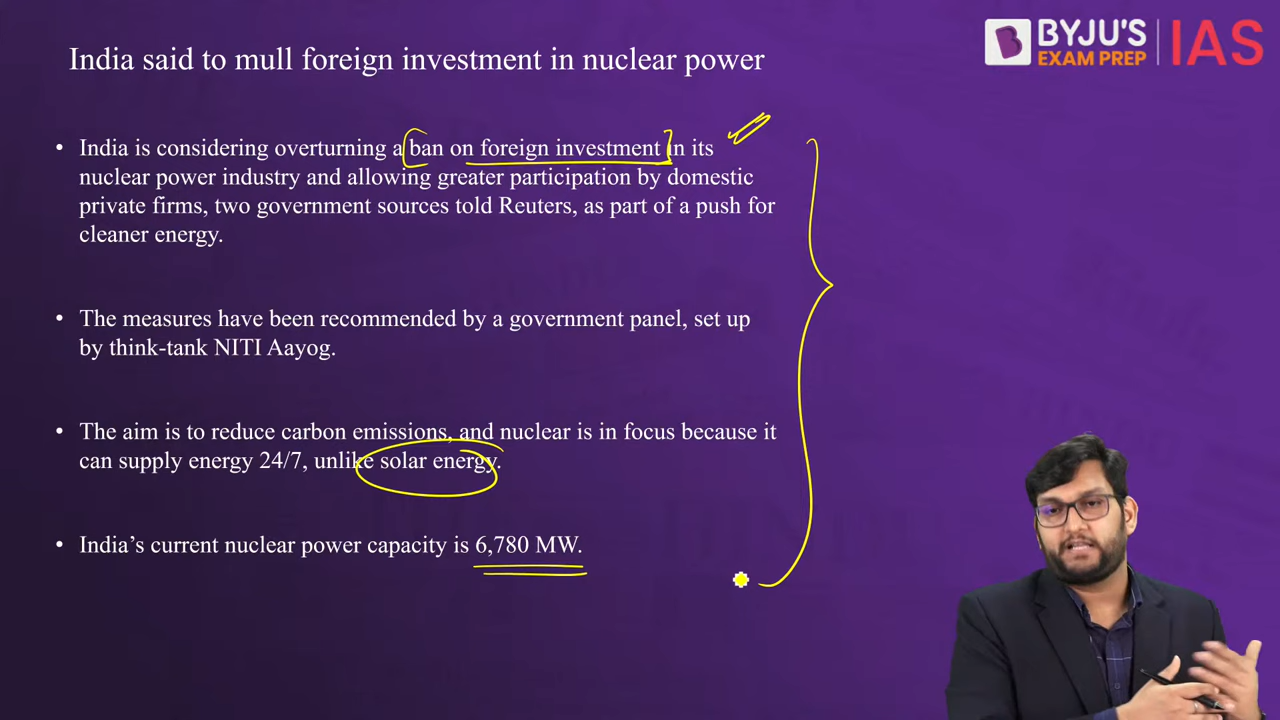 India said to mull foreign investment in nuclear power
BYJU'S
EXAM PREP
IAS
• India is considering overturning a ban on foreign investment in its
nuclear power industry and allowing greater participation by domestic
private firms, two government sources told Reuters, as part of a push for
cleaner energy.
• The measures have been recommended by a government panel, set up
by think-tank NITI Aayog.
• The aim is to reduce carbon emissions, and nuclear is in focus because it
can supply energy 24/7, unlike solar energy.
• India’s current nuclear power capacity is 6,780 MW.